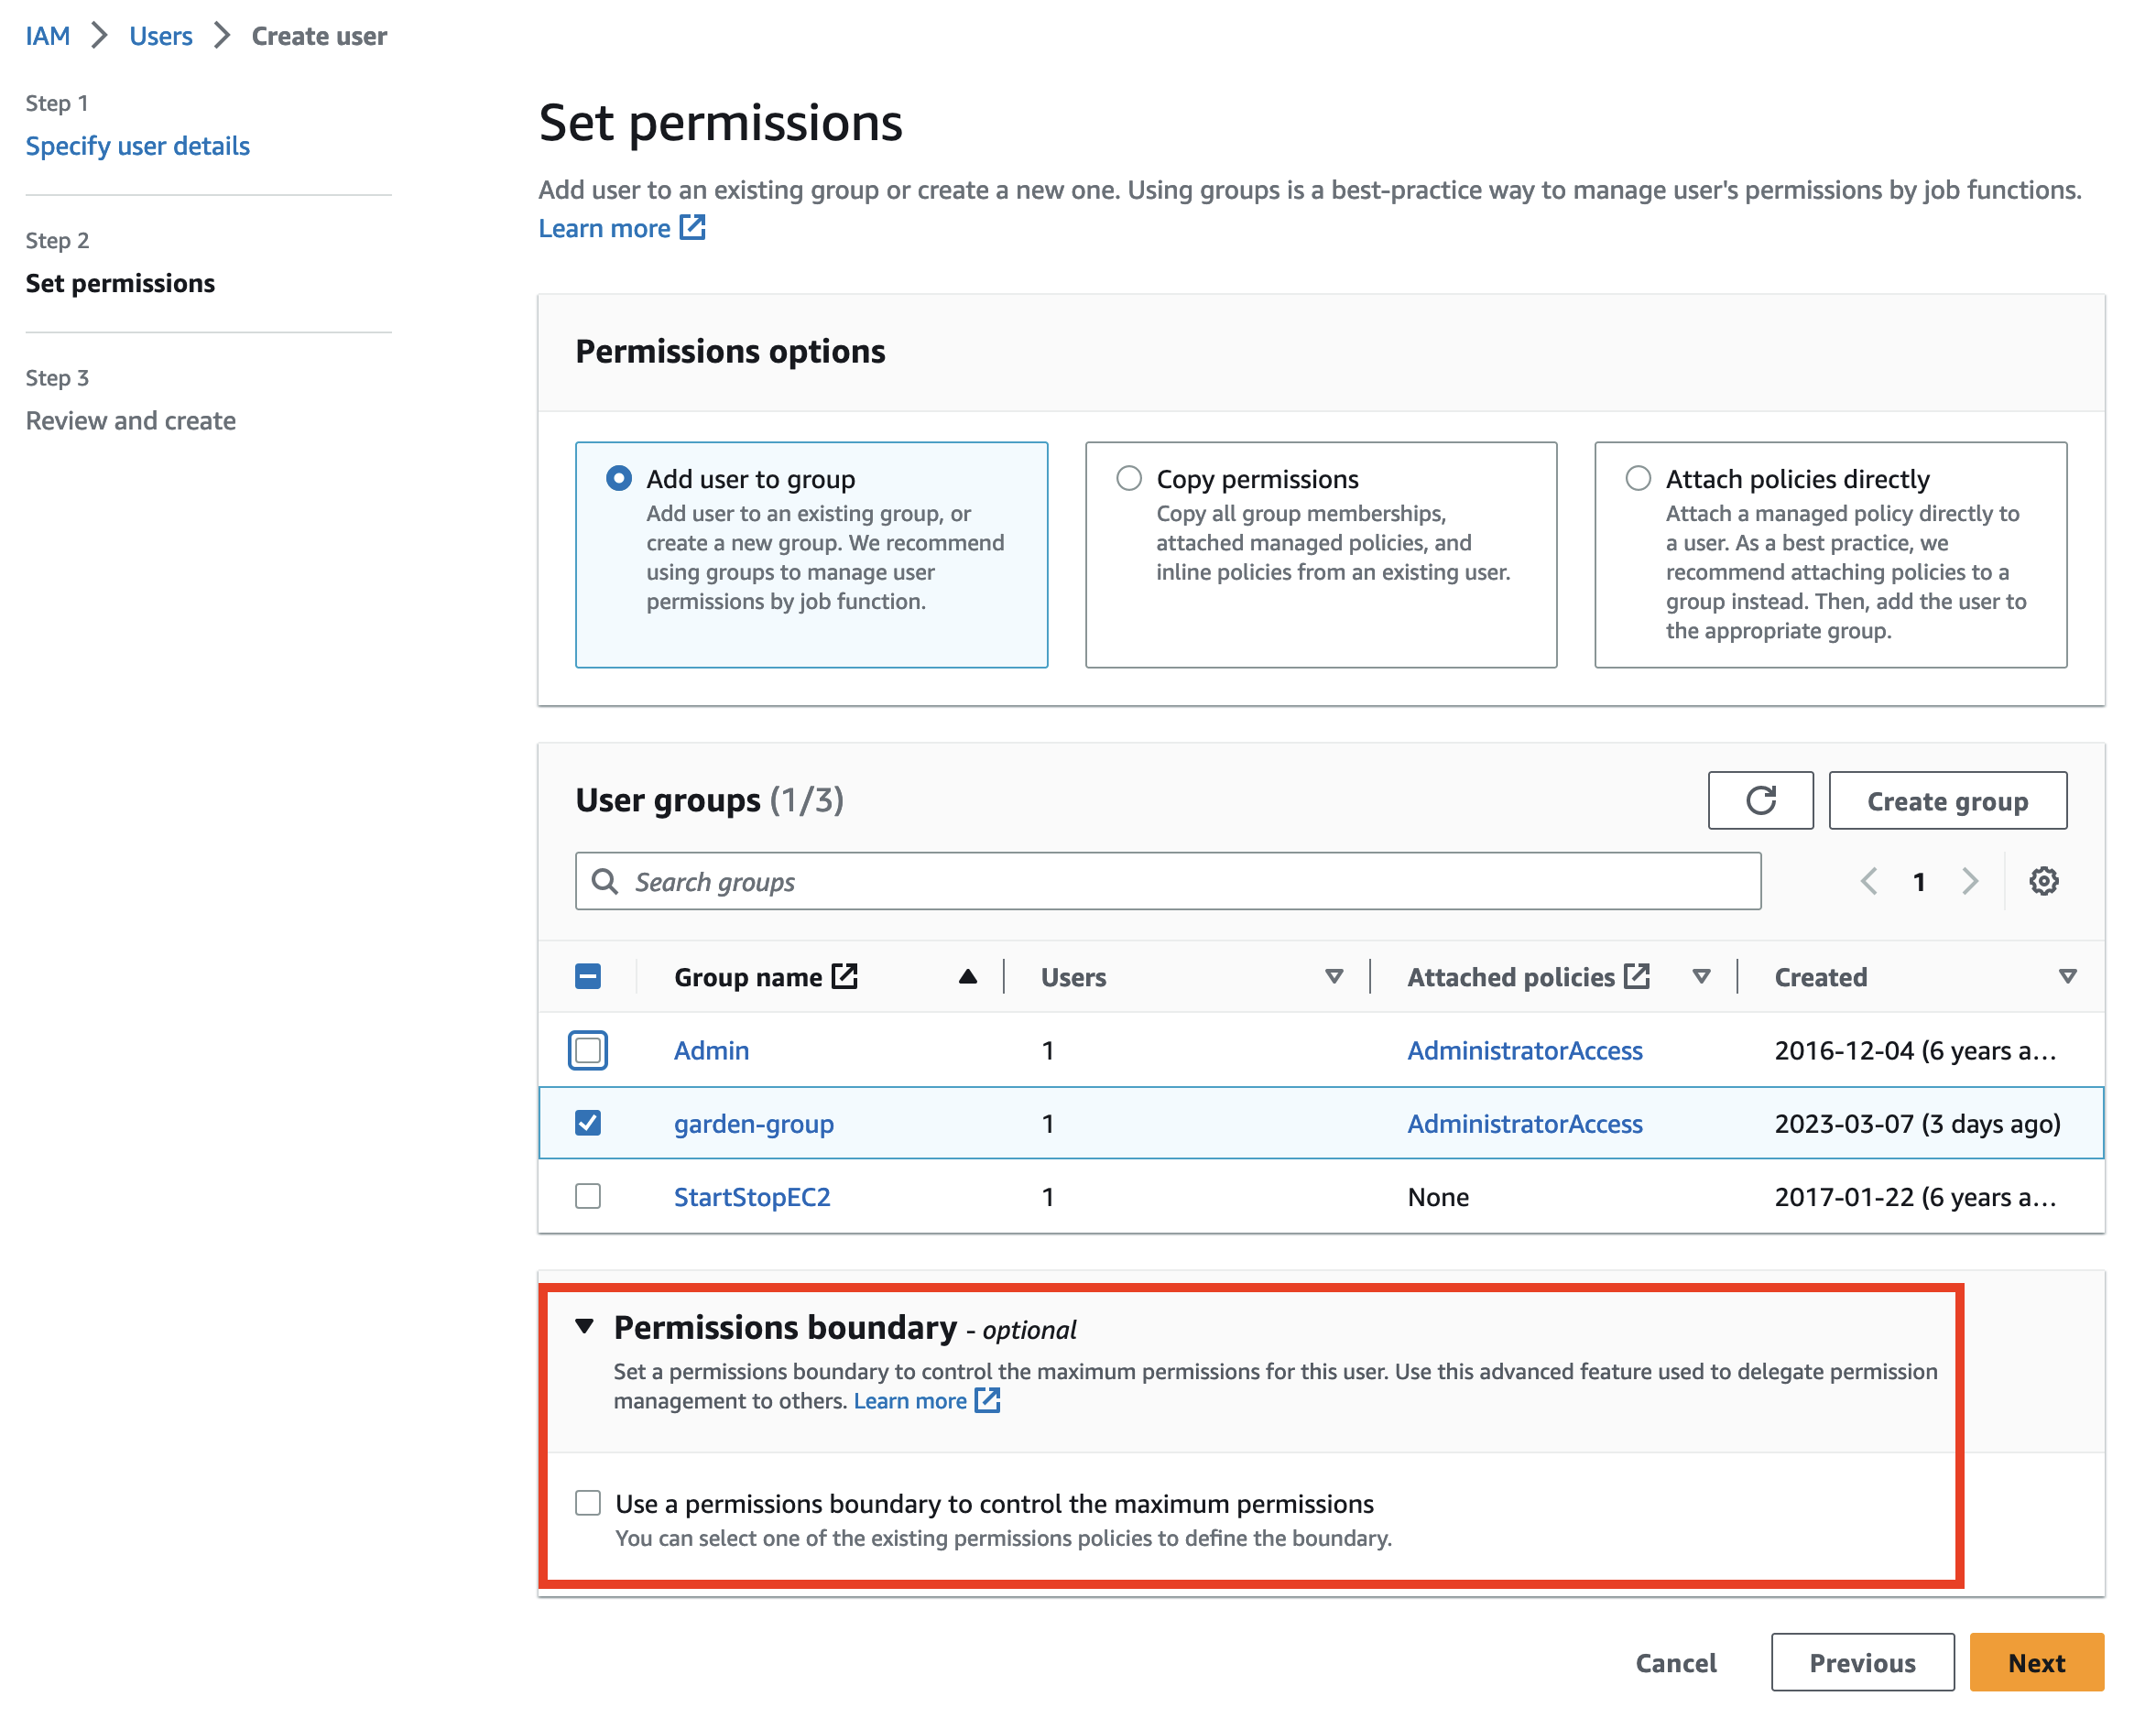 IAM > Users > Create user
Step 1
Specify user details
Step 2
Set permissions
Step 3
Review and create
Set permissions
Add user to an existing group or create a new one. Using groups is a best-practice way to manage user's permissions by job functions.
Learn more
Permissions options
Add user to group
Add user to an existing group, or
create a new group. We recommend
using groups to manage user
permissions by job function.
Copy permissions
Copy all group memberships,
attached managed policies, and
inline policies from an existing user.
Attach policies directly
Attach a managed policy directly to
a user. As a best practice, we
recommend attaching policies to a
group instead. Then, add the user to
the appropriate group.
User groups (1/3)
Create group
Search groups
1
Group name Users Attached policies Created
Admin 1 AdministratorAccess 2016-12-04 (6 years a...
garden-group 1 AdministratorAccess 2023-03-07 (3 days ago)
StartStopEC2 1 None 2017-01-22 (6 years a...
Permissions boundary - optional
Set a permissions boundary to control the maximum permissions for this user. Use this advanced feature used to delegate permission
management to others. Learn more
Use a permissions boundary to control the maximum permissions
You can select one of the existing permissions policies to define the boundary.
Cancel Previous Next